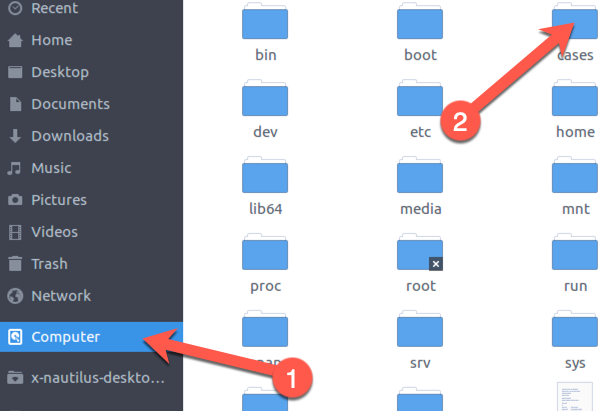 Recent
Home
Desktop
Documents
Downloads
Music
Pictures
Videos
Trash
Network
Computer
x-nautilus-deskto...
bin
boot
cases
dev
etc
home
lib64
media
mnt
proc
root
run
srv
sys
1
2